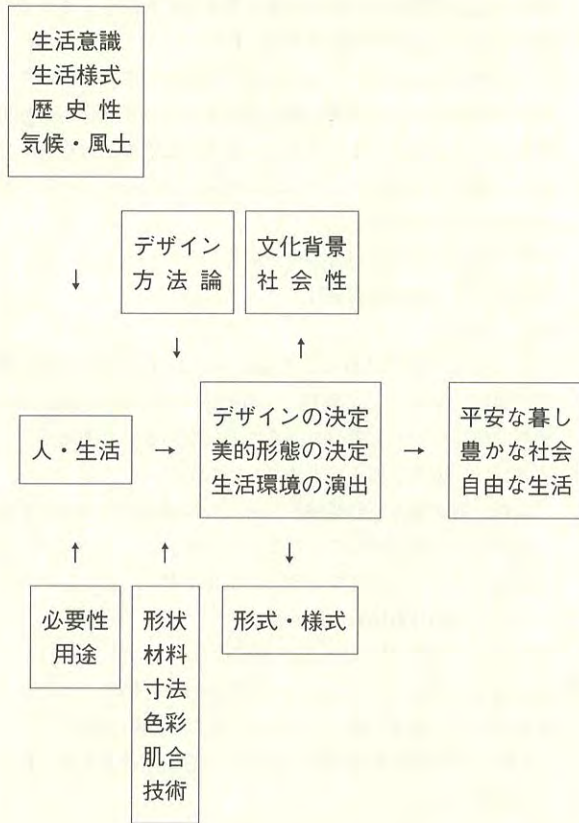 生活意識
生活様式
歴史性
気候・風土
デザイン
方法論
文化背景
社会性
↓
↓
↑
人・生活
→
デザインの決定
美的形態の決定
生活環境の演出
→
平安な暮し
豊かな社会
自由な生活
↑
↑
↓
必要性
用途
形状
材料
寸法
色彩
肌合
技術
形式・様式